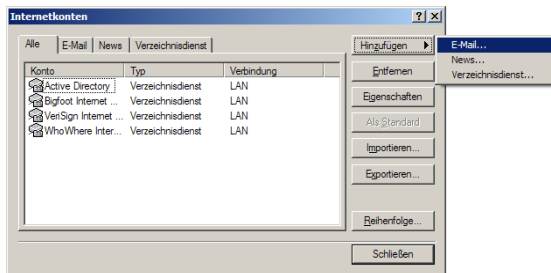 Internetkonten
Alle E-Mail News Verzeichnisdienst
Konto Typ Verbindung
Active Directory Verzeichnisdienst LAN
Bigfoot Internet ... Verzeichnisdienst LAN
VeriSign Internet ... Verzeichnisdienst LAN
WhoWhere Inter... Verzeichnisdienst LAN
Hinzufügen
Entfernen
Eigenschaften
Als Standard
Importieren...
Exportieren...
Reihenfolge...
Schließen
E-Mail...
News...
Verzeichnisdienst...